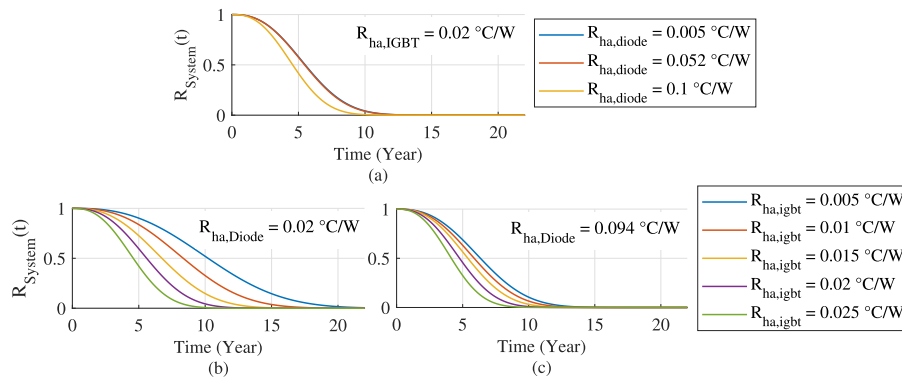 R_System(t)
1
0.5
0
R_ha,IGBT = 0.02 °C/W
0 5 10 15 20
Time (Year)
(a)
R_ha,diode = 0.005 °C/W
R_ha,diode = 0.052 °C/W
R_ha,diode = 0.1 °C/W
R_System(t)
1
0.5
0
R_ha,Diode = 0.02 °C/W
0 5 10 15 20
Time (Year)
(b)
1
0.5
0
R_ha,Diode = 0.094 °C/W
0 5 10 15 20
Time (Year)
(c)
R_ha,igbt = 0.005 °C/W
R_ha,igbt = 0.01 °C/W
R_ha,igbt = 0.015 °C/W
R_ha,igbt = 0.02 °C/W
R_ha,igbt = 0.025 °C/W